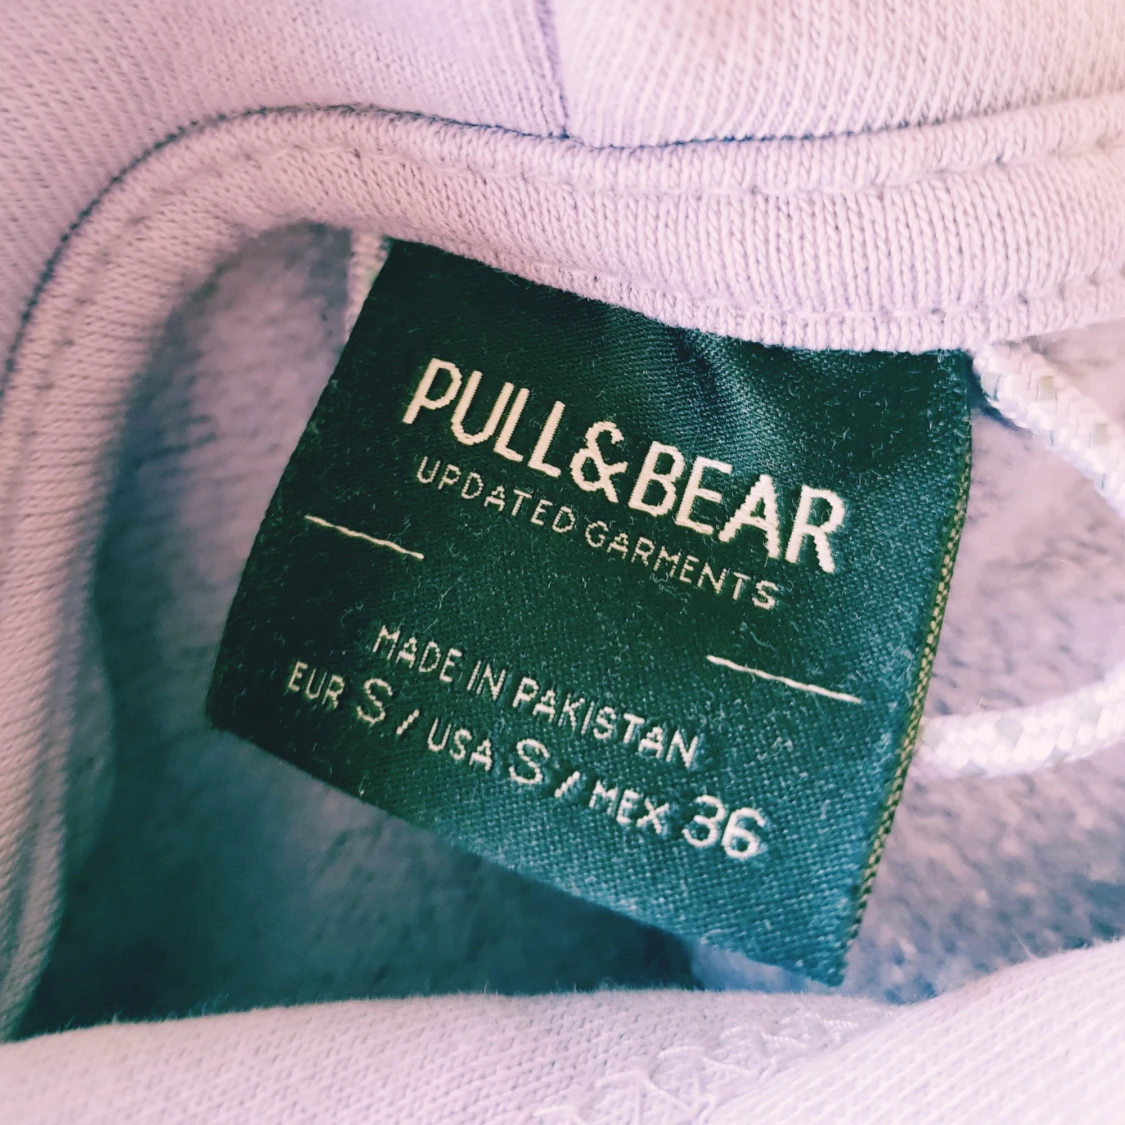 PULL&BEAR
UPDATED GARMENTS
MADE IN PAKISTAN
EUR S / USA S / MEX 36